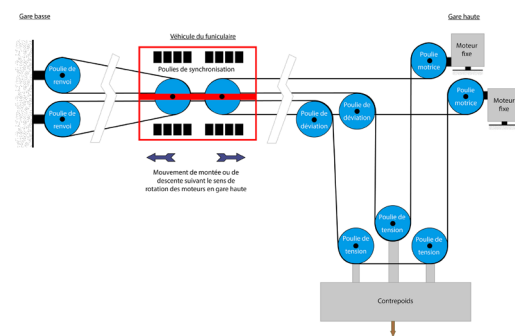 Gare basse
Gare haute
Véhicule du funiculaire
Poulies de synchronisation
Poulie de
renvoi
Poulie de
renvoi
Poulie
motrice
Moteur
fixe
Poulie
motrice
Moteur
fixe
Poulie de
déviation
Poulie de
déviation
Mouvement de montée ou de
descente suivant le sens de
rotation des moteurs en gare haute
Poulie de
tension
Poulie de
tension
Poulie de
tension
Contrepoids